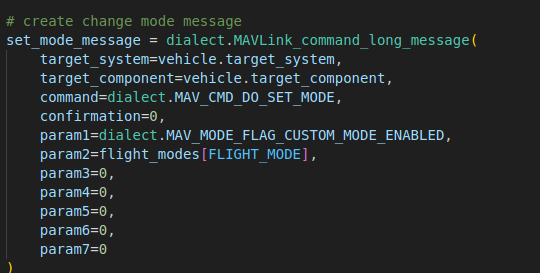 # create change mode message
set_mode_message = dialect.MAVLink_command_long_message(
    target_system=vehicle.target_system,
    target_component=vehicle.target_component,
    command=dialect.MAV_CMD_DO_SET_MODE,
    confirmation=0,
    param1=dialect.MAV_MODE_FLAG_CUSTOM_MODE_ENABLED,
    param2=flight_modes[FLIGHT_MODE],
    param3=0,
    param4=0,
    param5=0,
    param6=0,
    param7=0
)